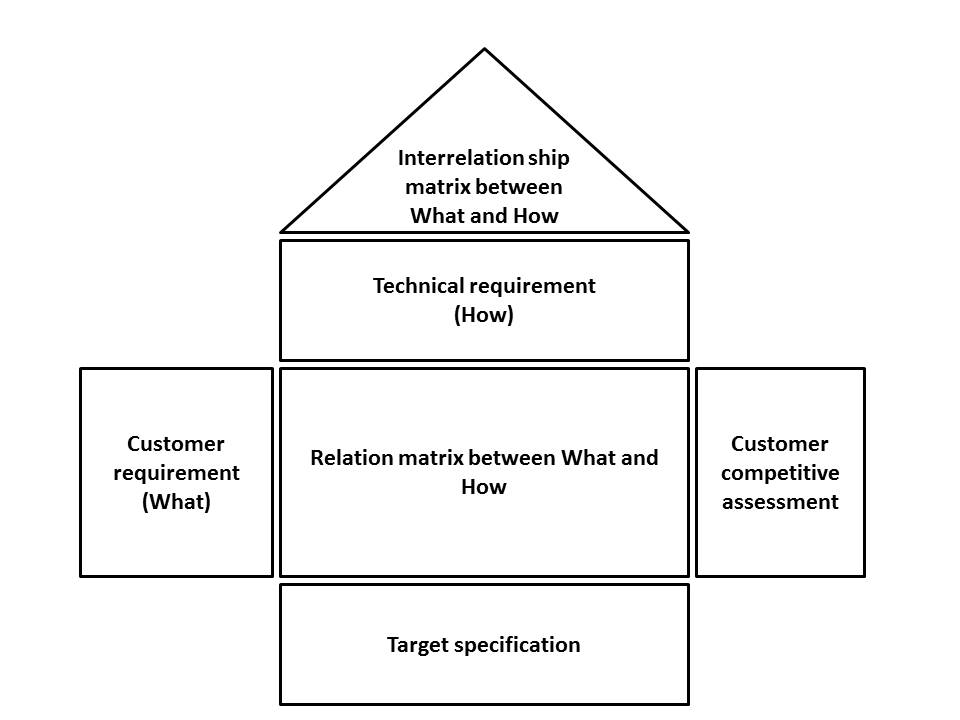 Interrelation ship
matrix between
What and How
Technical requirement
(How)
Customer
requirement
(What)
Relation matrix between What and
How
Customer
competitive
assessment
Target specification